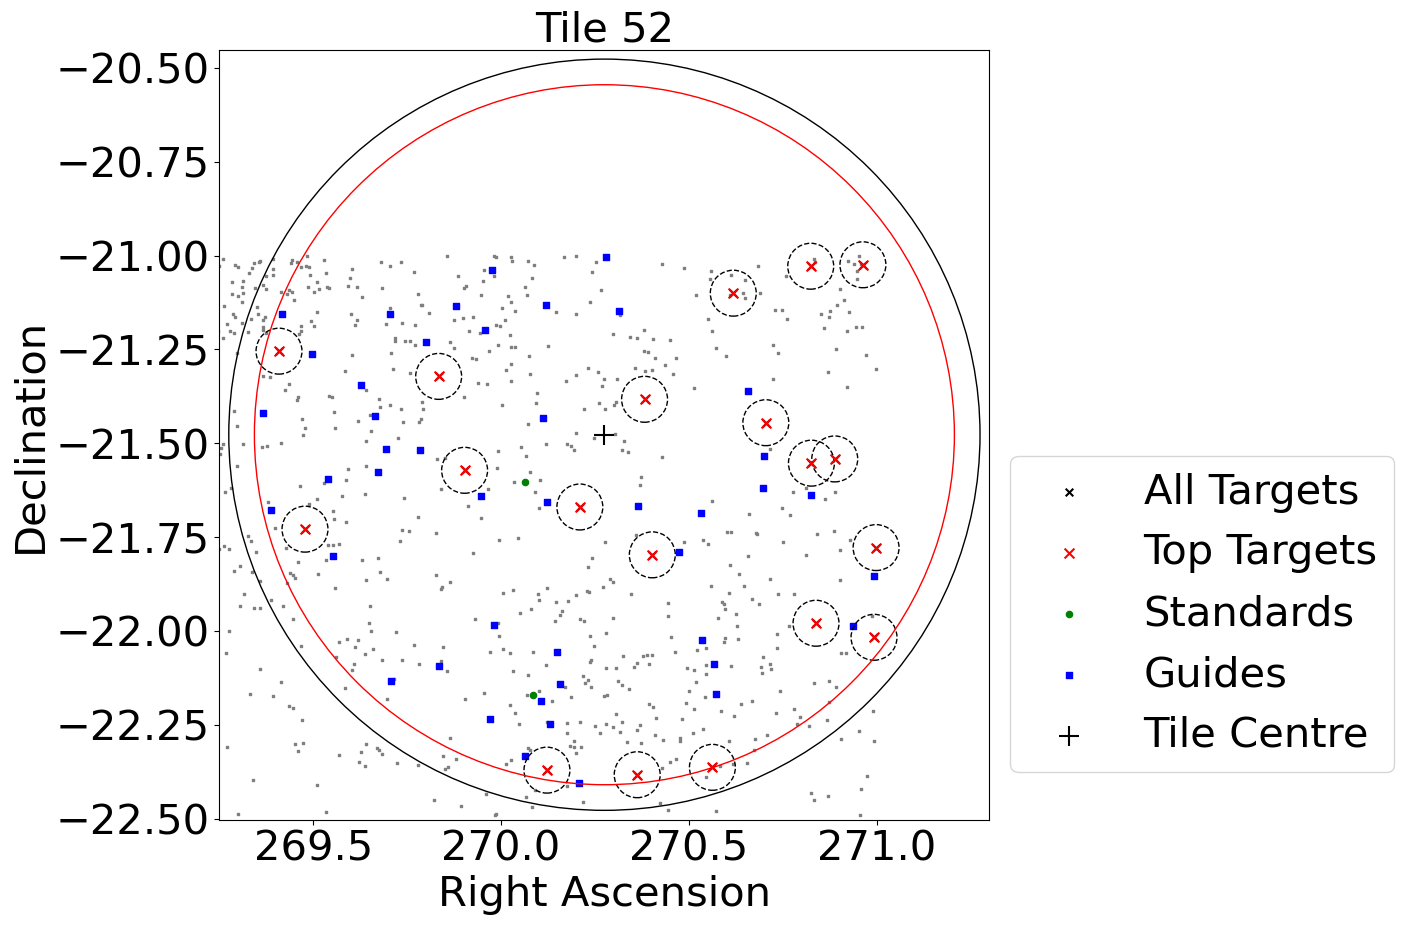 Tile 52
−20.50
−20.75
−21.00
−21.25
−21.50
−21.75
−22.00
−22.25
−22.50
Declination
269.5 270.0 270.5 271.0
Right Ascension
All Targets
Top Targets
Standards
Guides
Tile Centre